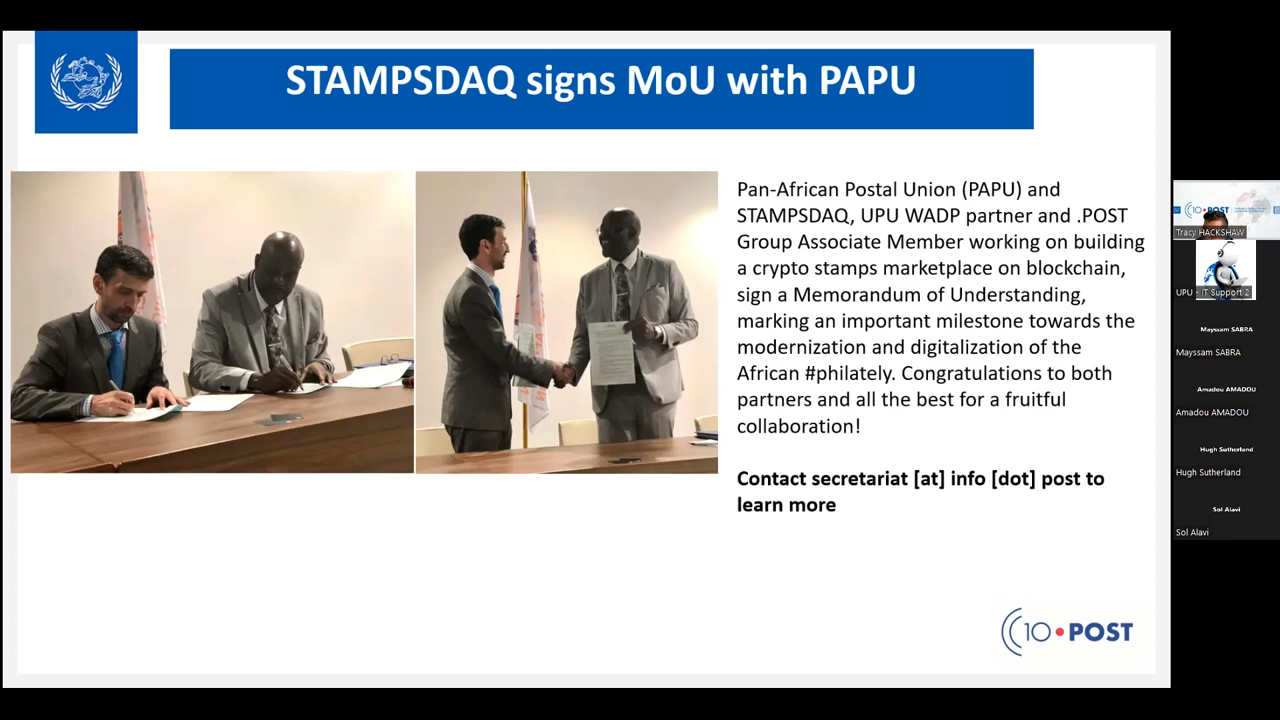 STAMPSDAQ signs MoU with PAPU
Pan-African Postal Union (PAPU) and
STAMPSDAQ, UPU WADP partner and .POST
Group Associate Member working on building
a crypto stamps marketplace on blockchain,
sign a Memorandum of Understanding,
marking an important milestone towards the
modernization and digitalization of the
African #philately. Congratulations to both
partners and all the best for a fruitful
collaboration!
Contact secretariat [at] info [dot] post to
learn more
10 • POST
10 • POST
Tracy HACKSHAW
UPU - IT Support 2
Mayssam SABRA
Mayssam SABRA
Amadou AMADOU
Amadou AMADOU
Hugh Sutherland
Hugh Sutherland
Sol Alavi
Sol Alavi